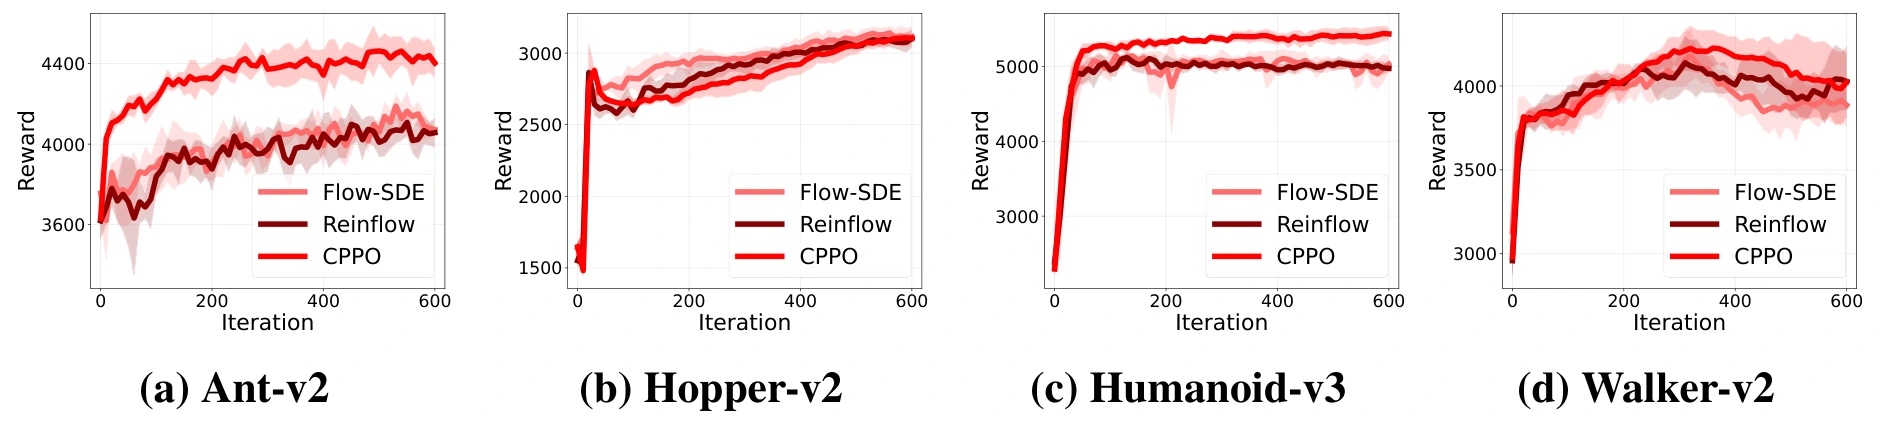 Reward
4400
4000
3600
0
200
400
600
Iteration
Flow-SDE
Reinflow
CPPO
(a) Ant-v2
Reward
3000
2500
2000
1500
0
200
400
600
Iteration
Flow-SDE
Reinflow
CPPO
(b) Hopper-v2
Reward
5000
4000
3000
0
200
400
600
Iteration
Flow-SDE
Reinflow
CPPO
(c) Humanoid-v3
Reward
4000
3500
3000
0
200
400
600
Iteration
Flow-SDE
Reinflow
CPPO
(d) Walker-v2